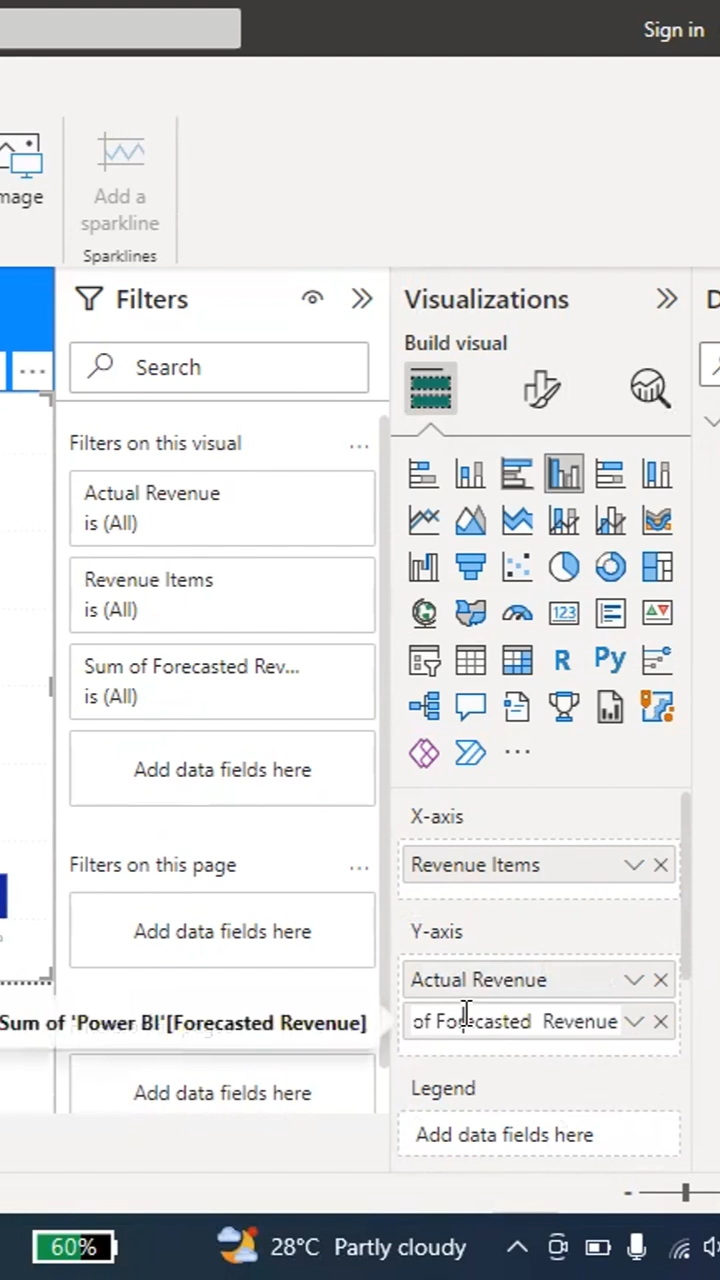 Sign in
mage
Add a
sparkline
Sparklines
Filters
Search
Filters on this visual
Actual Revenue
is (All)
Revenue Items
is (All)
Sum of Forecasted Rev...
is (All)
Add data fields here
Filters on this page
Add data fields here
Sum of 'Power BI'[Forecasted Revenue]
Add data fields here
Visualizations
Build visual
123
R
Py
X-axis
Revenue Items
Y-axis
Actual Revenue
of Forecasted Revenue
Legend
Add data fields here
D
60%
28°C Partly cloudy